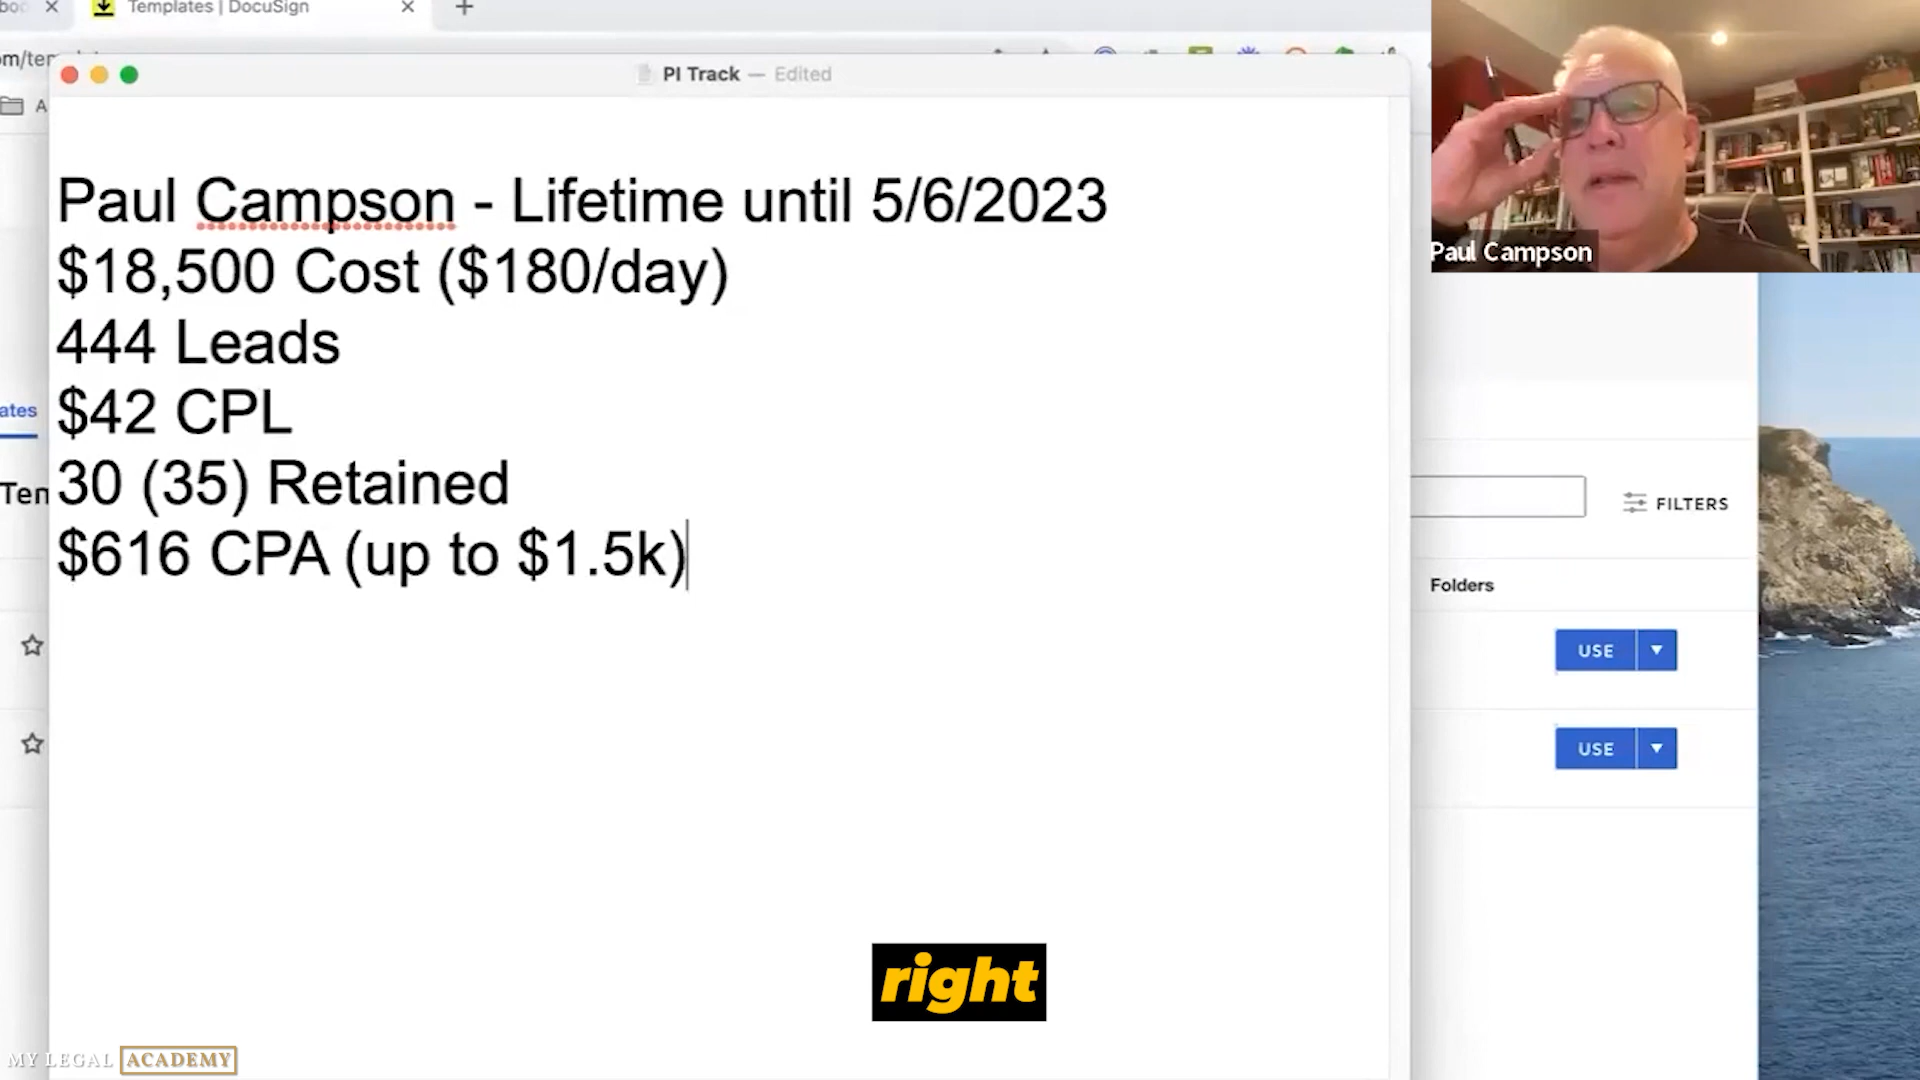 Templates | DocuSign
PI Track — Edited
Paul Campson
Paul Campson - Lifetime until 5/6/2023
$18,500 Cost ($180/day)
444 Leads
$42 CPL
30 (35) Retained
$616 CPA (up to $1.5k)
FILTERS
Folders
USE
USE
right
MY LEGAL ACADEMY